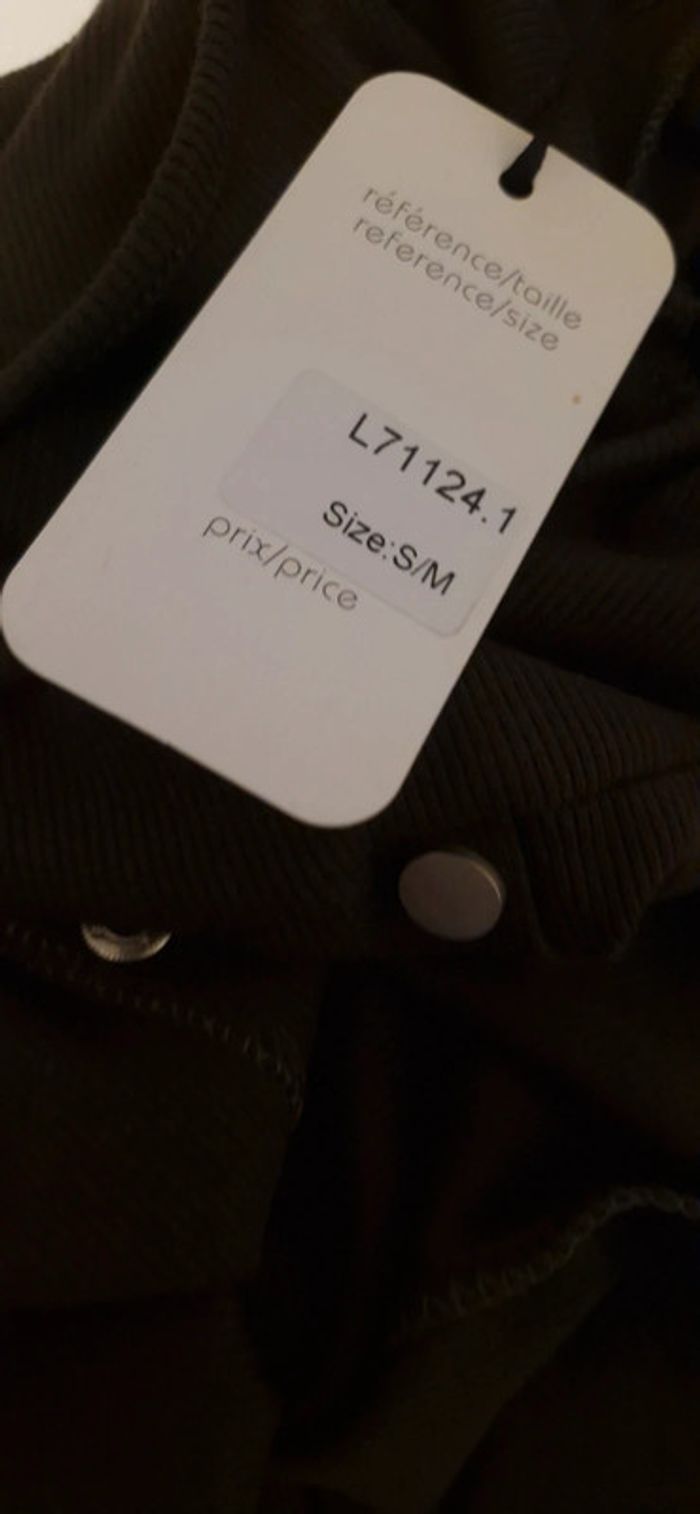 référence/taille
reference/size
L71124.1
Size:S/M
prix/price